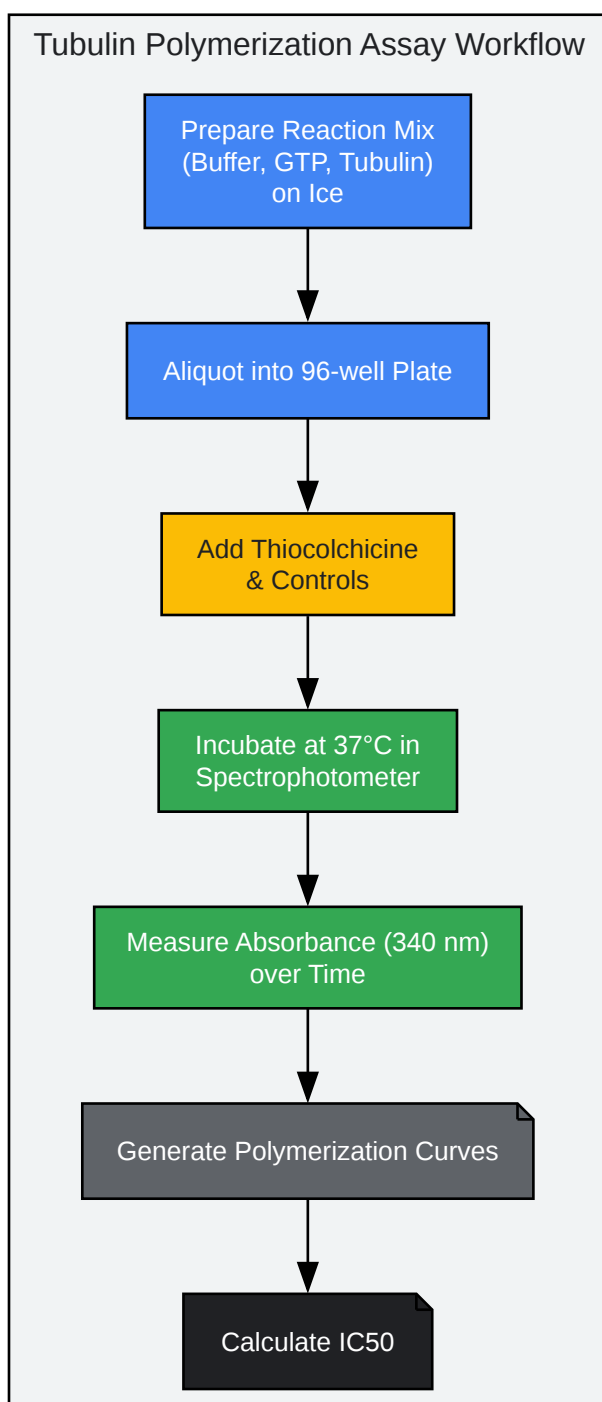 Tubulin Polymerization Assay Workflow
Prepare Reaction Mix
(Buffer, GTP, Tubulin)
on Ice
Aliquot into 96-well Plate
Add Thiocolchicine
& Controls
Incubate at 37°C in
Spectrophotometer
Measure Absorbance (340 nm)
over Time
Generate Polymerization Curves
Calculate IC50